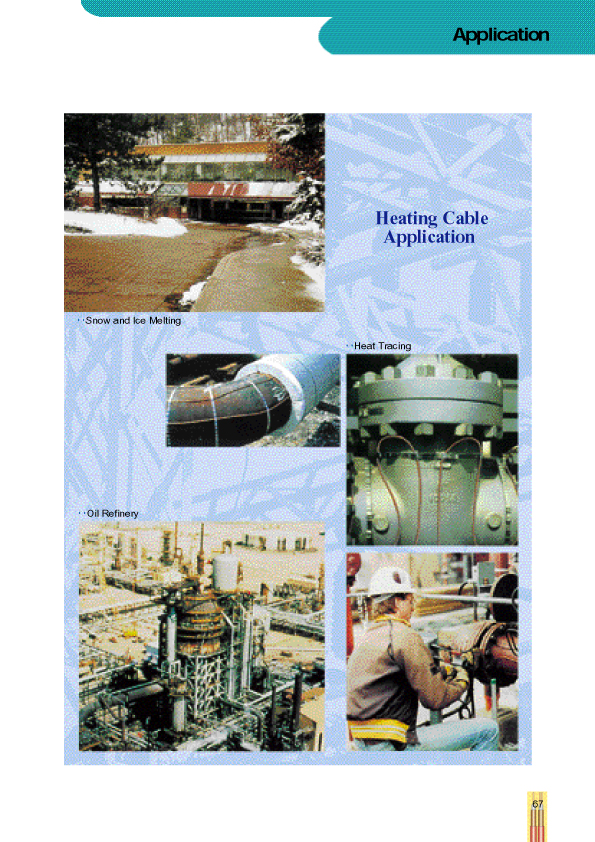 Application
Heating Cable
Application
··Snow and Ice Melting
··Heat Tracing
··Oil Refinery
67